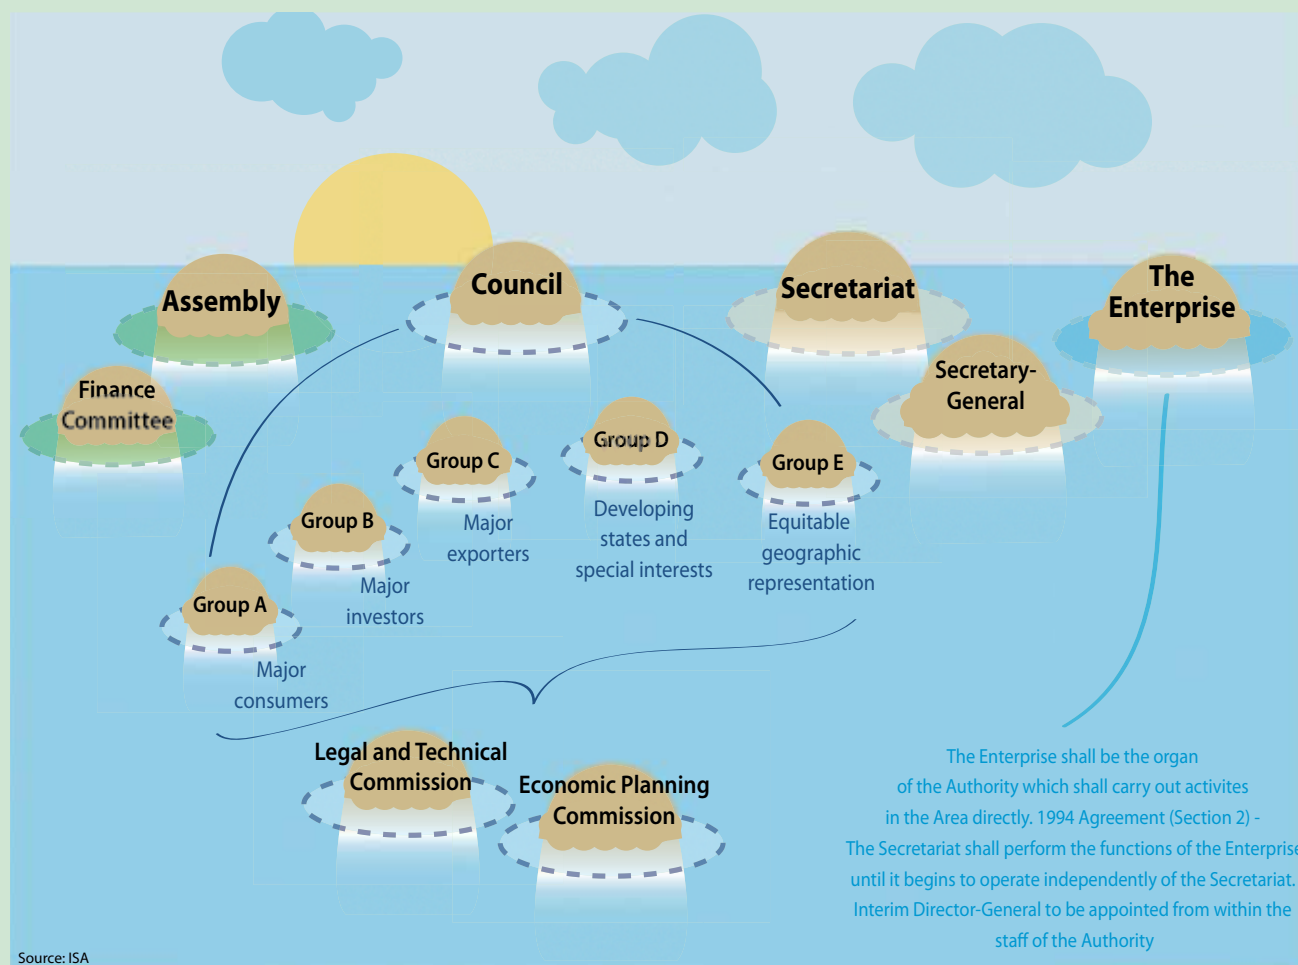 Assembly
Council
Secretariat
The
Enterprise
Finance
Committee
Secretary-
General
Group A
Major
consumers
Group B
Major
investors
Group C
Major
exporters
Group D
Developing
states and
special interests
Group E
Equitable
geographic
representation
Legal and Technical
Commission
Economic Planning
Commission
The Enterprise shall be the organ
of the Authority which shall carry out activites
in the Area directly. 1994 Agreement (Section 2) -
The Secretariat shall perform the functions of the Enterprise
until it begins to operate independently of the Secretariat.
Interim Director-General to be appointed from within the
staff of the Authority
Source: ISA